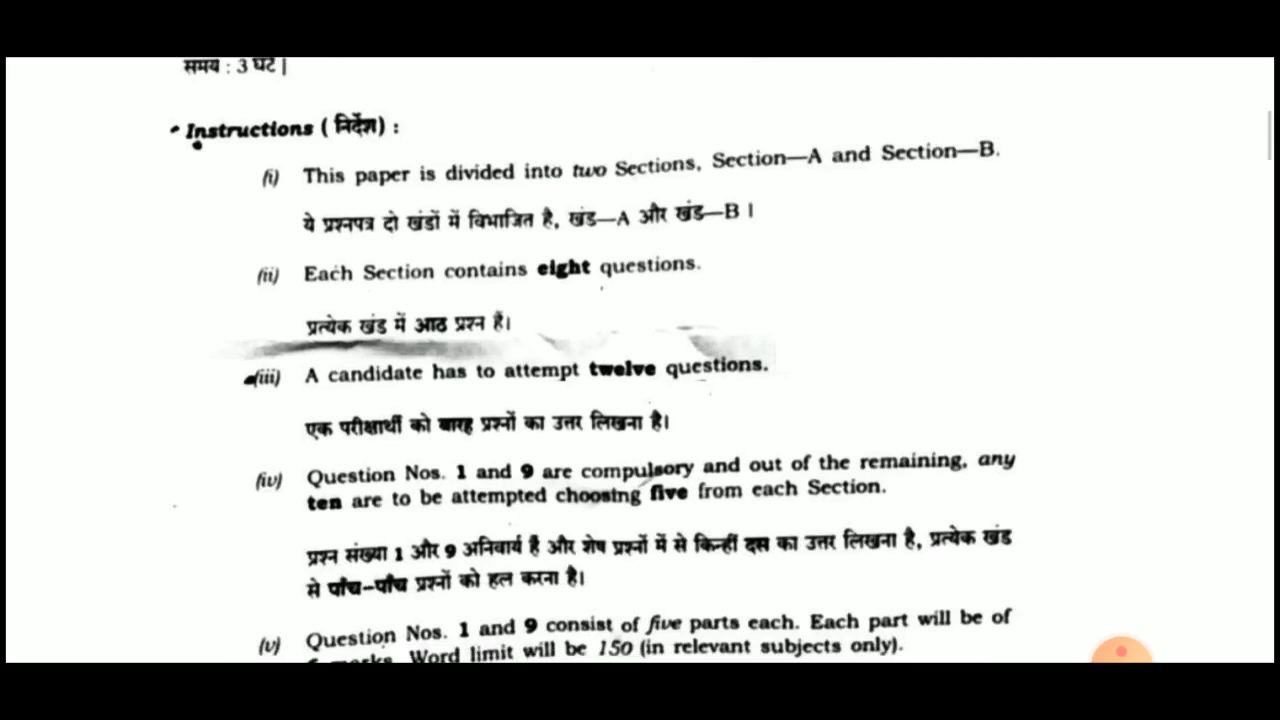 समय : 3 घंटे |
Instructions ( निर्देश) :
(i) This paper is divided into two Sections, Section—A and Section—B.
ये प्रश्नपत्र दो खंडों में विभाजित है, खंड—A और खंड—B ।
(ii) Each Section contains eight questions.
प्रत्येक खंड में आठ प्रश्न हैं।
(iii) A candidate has to attempt twelve questions.
एक परीक्षार्थी को बारह प्रश्नों का उत्तर लिखना है।
(iv) Question Nos. 1 and 9 are compulsory and out of the remaining, any
ten are to be attempted choosing five from each Section.
प्रश्न संख्या 1 और 9 अनिवार्य हैं और शेष प्रश्नों में से किन्हीं दस का उत्तर लिखना है, प्रत्येक खंड
से पाँच-पाँच प्रश्नों को हल करना है।
(v) Question Nos. 1 and 9 consist of five parts each. Each part will be of
marks. Word limit will be 150 (in relevant subjects only).